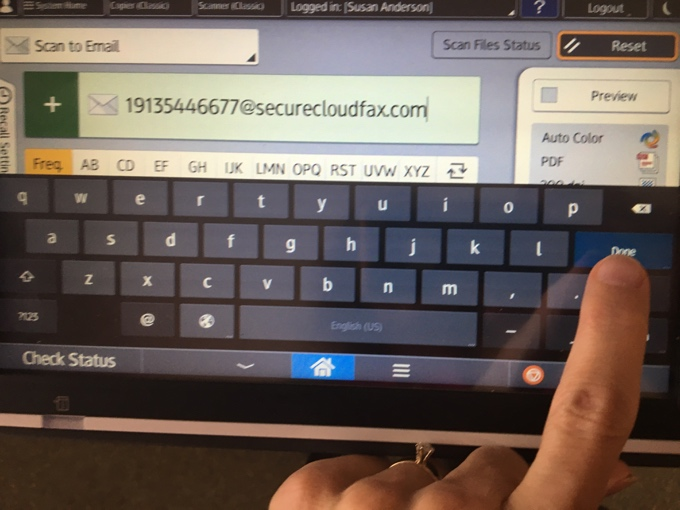 System Home Copier (Classic) Scanner (Classic) Logged in: [Susan Anderson] ? Logout
Scan to Email
Scan Files Status
Reset
+ 19135446677@securecloudfax.com
Preview
Auto Color
PDF
Recall Settin
Freq. AB CD EF GH IJK LMN OPQ RST UVW XYZ
q w e r t y u i o p
a s d f g h j k l Done
z x c v b n m , .
?123 @ English (US) -
Check Status